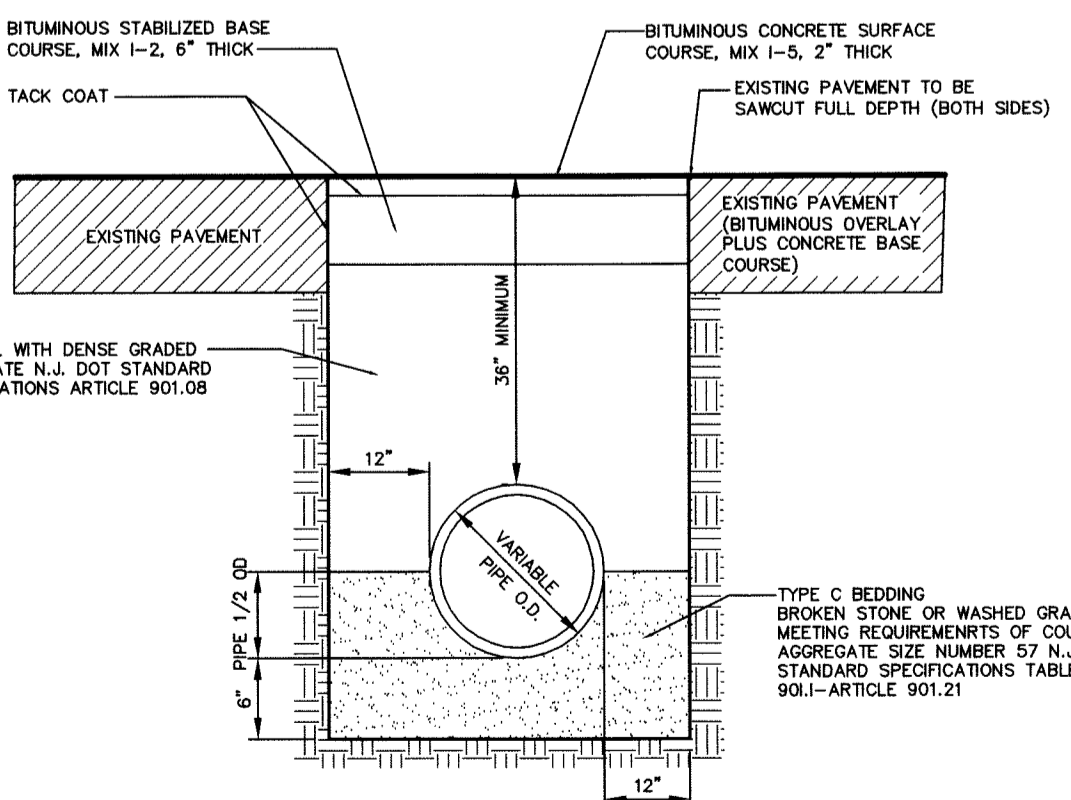 BITUMINOUS STABILIZED BASE
COURSE, MIX I-2, 6" THICK
BITUMINOUS CONCRETE SURFACE
COURSE, MIX I-5, 2" THICK
TACK COAT
EXISTING PAVEMENT TO BE
SAWCUT FULL DEPTH (BOTH SIDES)
EXISTING PAVEMENT
EXISTING PAVEMENT
(BITUMINOUS OVERLAY
PLUS CONCRETE BASE
COURSE)
36" MINIMUM
WITH DENSE GRADED
ATE N.J. DOT STANDARD
ATIONS ARTICLE 901.08
12"
VARIABLE
PIPE O.D.
PIPE 1/2 OD
6"
TYPE C BEDDING
BROKEN STONE OR WASHED GRA
MEETING REQUIREMENRTS OF COU
AGGREGATE SIZE NUMBER 57 N.J
STANDARD SPECIFICATIONS TABLE
901.1-ARTICLE 901.21
12"